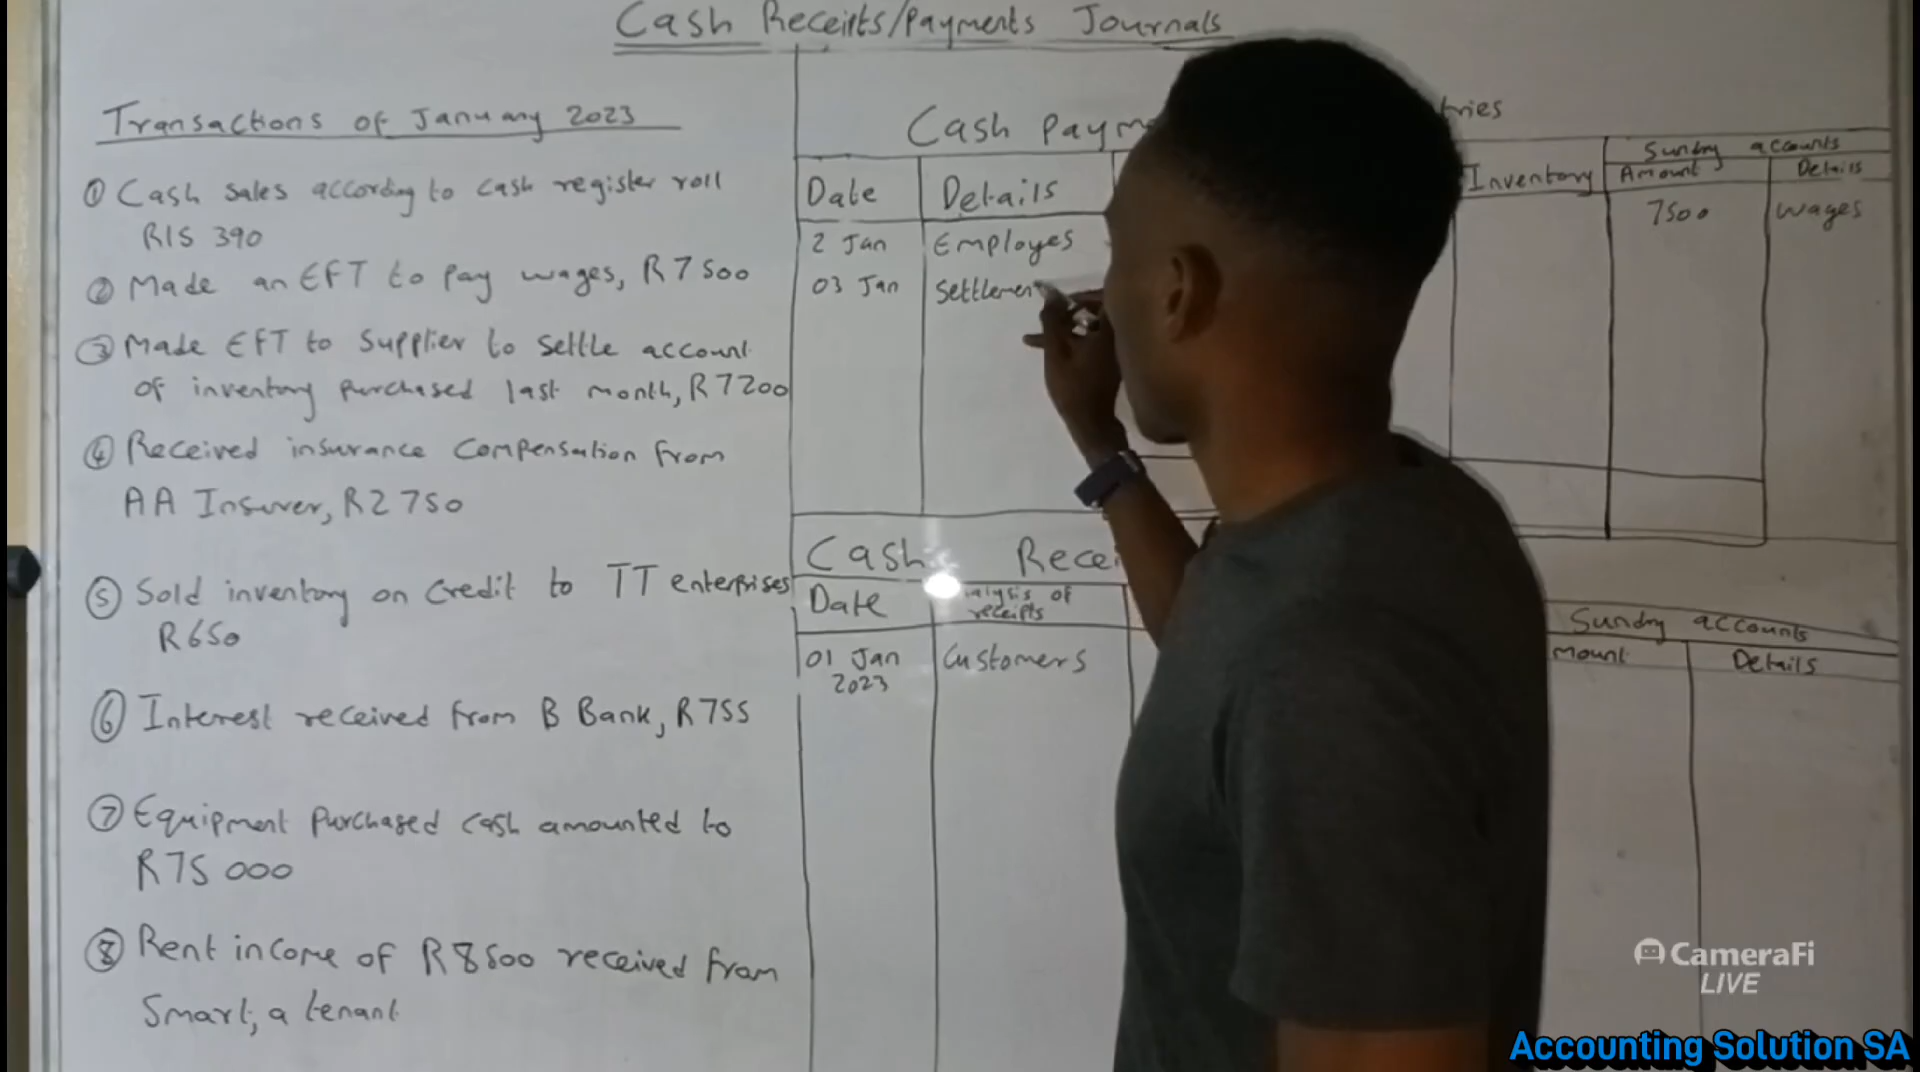 Cash Receipts/Payments Journals
Transactions of January 2023
① Cash sales according to cash register roll
R15 390
② Made an EFT to pay wages, R7 500
③ Made EFT to Supplier to settle account
of inventory purchased last month, R7200
④ Received insurance compensation from
AA Insurer, R2 750
⑤ Sold inventory on credit to TT enterprises
R650
⑥ Interest received from B Bank, R755
⑦ Equipment purchased cash amounted to
R75 000
⑧ Rent income of R8500 received from
Smart, a tenant
Cash Paym
Date Details Inventory Sundry accounts
Amount Details
2 Jan Employes 7500 wages
03 Jan Settlemen
Cash Recei
Date receipts Sundry accounts
mount Details
01 Jan Customers
2023
CameraFi
LIVE
Accounting Solution SA